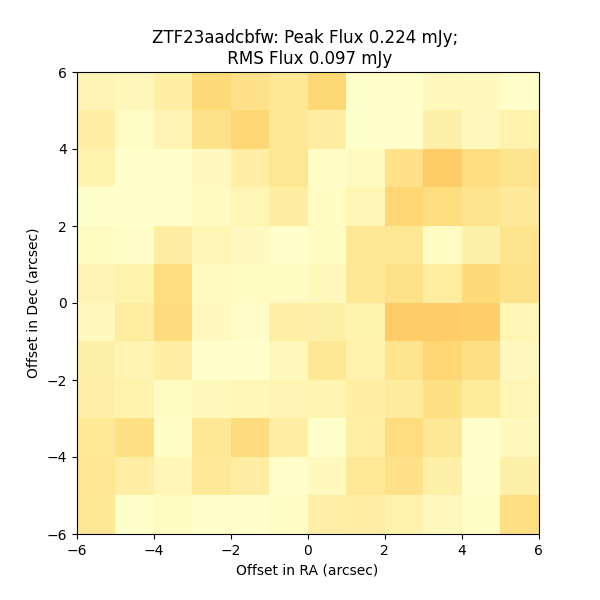 ZTF23aadcbfw: Peak Flux 0.224 mJy;
RMS Flux 0.097 mJy
6
4
2
0
−2
−4
−6
Offset in Dec (arcsec)
−6 −4 −2 0 2 4 6
Offset in RA (arcsec)